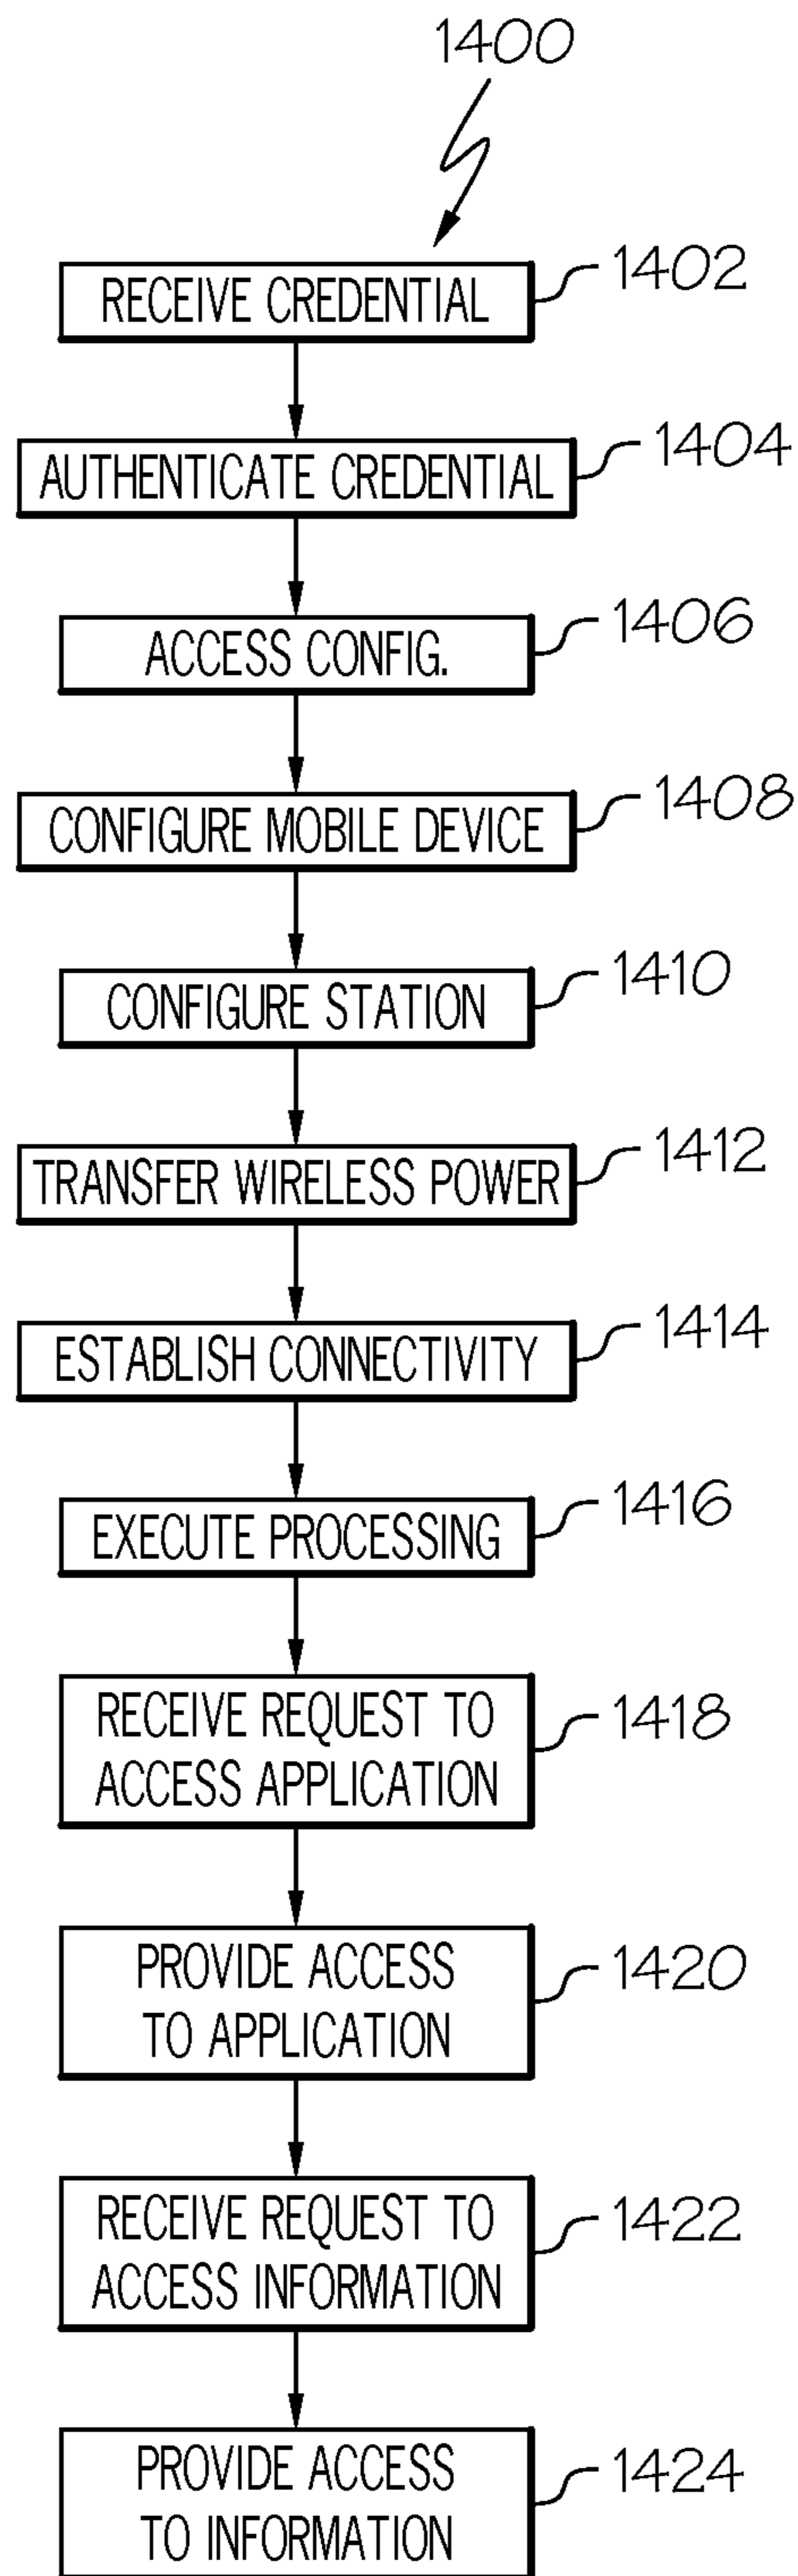 1400
RECEIVE CREDENTIAL
1402
AUTHENTICATE CREDENTIAL
1404
ACCESS CONFIG.
1406
CONFIGURE MOBILE DEVICE
1408
CONFIGURE STATION
1410
TRANSFER WIRELESS POWER
1412
ESTABLISH CONNECTIVITY
1414
EXECUTE PROCESSING
1416
RECEIVE REQUEST TO
ACCESS APPLICATION
1418
PROVIDE ACCESS
TO APPLICATION
1420
RECEIVE REQUEST TO
ACCESS INFORMATION
1422
PROVIDE ACCESS
TO INFORMATION
1424